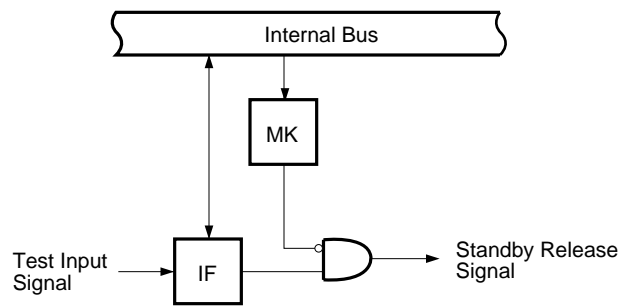 Internal Bus
MK
Test Input
Signal
IF
Standby Release
Signal